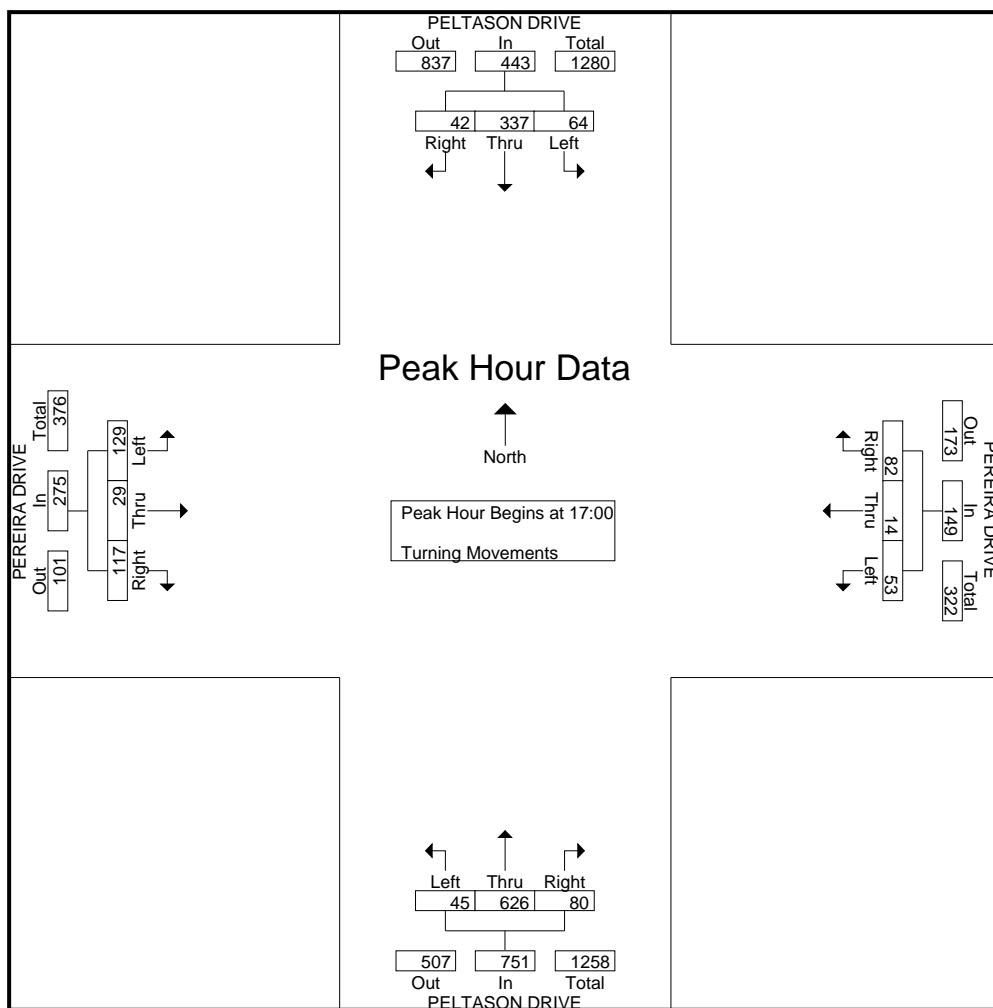 PELTASON DRIVE
Out In Total
837 443 1280
42 337 64
Right Thru Left
Peak Hour Data
North
Peak Hour Begins at 17:00
Turning Movements
PEREIRA DRIVE
Total In Out
376 275 101
129 29 117
Left Thru Right
PEREIRA DRIVE
Out In Total
173 149 322
82 14 53
Right Thru Left
Left Thru Right
45 626 80
507 751 1258
Out In Total
PELTASON DRIVE